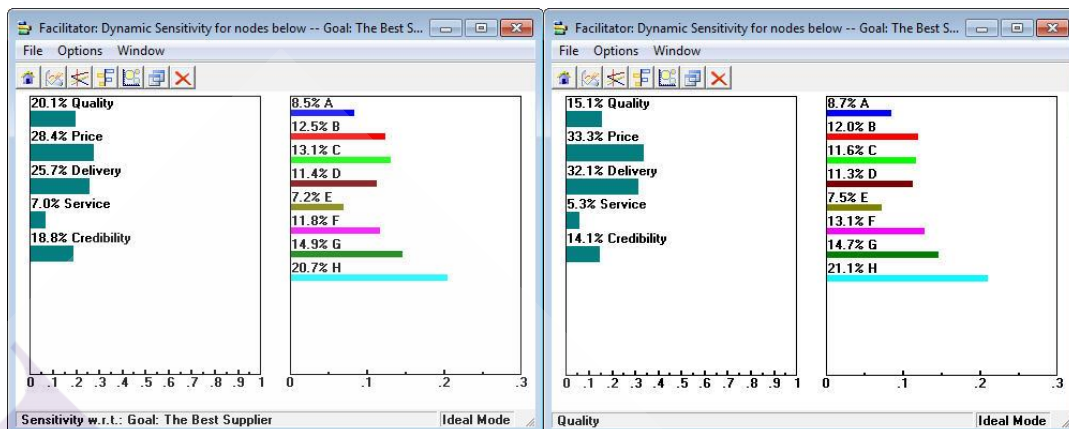 Facilitator: Dynamic Sensitivity for nodes below -- Goal: The Best S...
File Options Window
20.1% Quality
28.4% Price
25.7% Delivery
7.0% Service
18.8% Credibility
0 .1 .2 .3 .4 .5 .6 .7 .8 .9 1
8.5% A
12.5% B
13.1% C
11.4% D
7.2% E
11.8% F
14.9% G
20.7% H
0 .1 .2 .3
Sensitivity w.r.t.: Goal: The Best Supplier Ideal Mode
Facilitator: Dynamic Sensitivity for nodes below -- Goal: The Best S...
File Options Window
15.1% Quality
33.3% Price
32.1% Delivery
5.3% Service
14.1% Credibility
0 .1 .2 .3 .4 .5 .6 .7 .8 .9 1
8.7% A
12.0% B
11.6% C
11.3% D
7.5% E
13.1% F
14.7% G
21.1% H
0 .1 .2 .3
Quality Ideal Mode